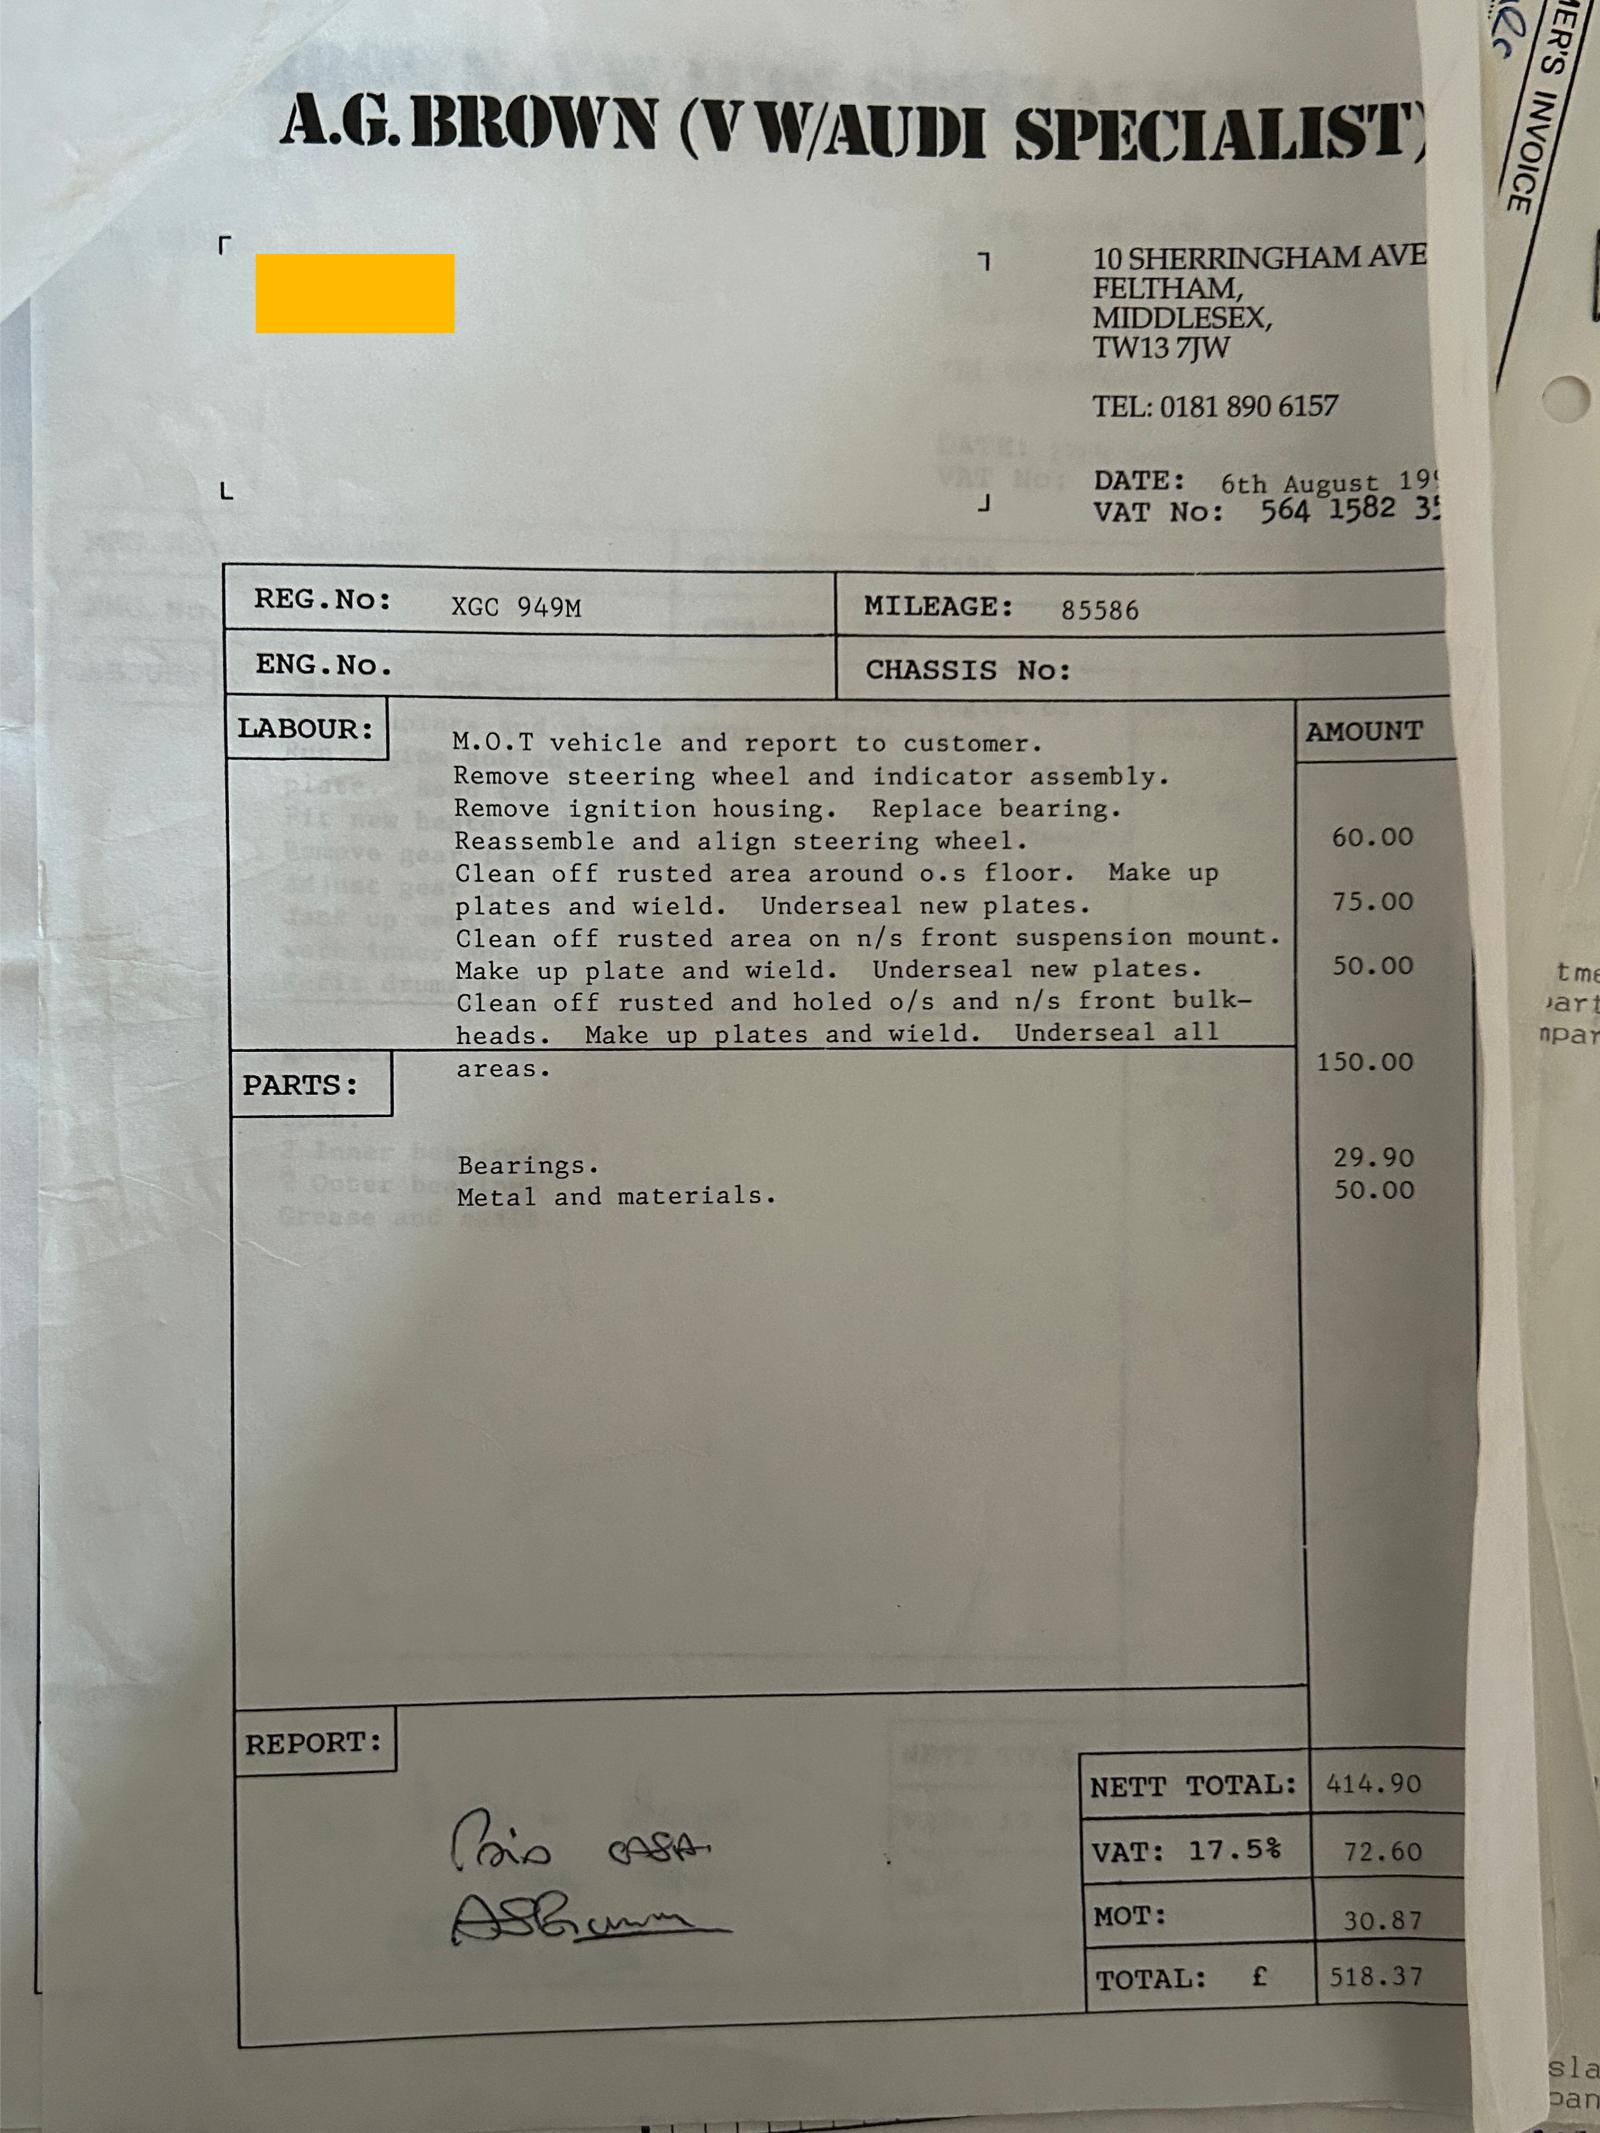 A.G. BROWN (VW/AUDI SPECIALIST)
10 SHERRINGHAM AVE
FELTHAM,
MIDDLESEX,
TW13 7JW
TEL: 0181 890 6157
DATE: 6th August
VAT No: 564 1582
REG.No: XGC 949M
MILEAGE: 85586
ENG.No.
CHASSIS No:
LABOUR:
AMOUNT
M.O.T vehicle and report to customer.
Remove steering wheel and indicator assembly.
Remove ignition housing. Replace bearing.
Reassemble and align steering wheel. 60.00
Clean off rusted area around o.s floor. Make up
plates and wield. Underseal new plates. 75.00
Clean off rusted area on n/s front suspension mount.
Make up plate and wield. Underseal new plates. 50.00
Clean off rusted and holed o/s and n/s front bulk-
heads. Make up plates and wield. Underseal all
areas. 150.00
PARTS:
Bearings. 29.90
Metal and materials. 50.00
REPORT:
NETT TOTAL: 414.90
VAT: 17.5% 72.60
MOT: 30.87
TOTAL: £ 518.37
MER'S INVOICE